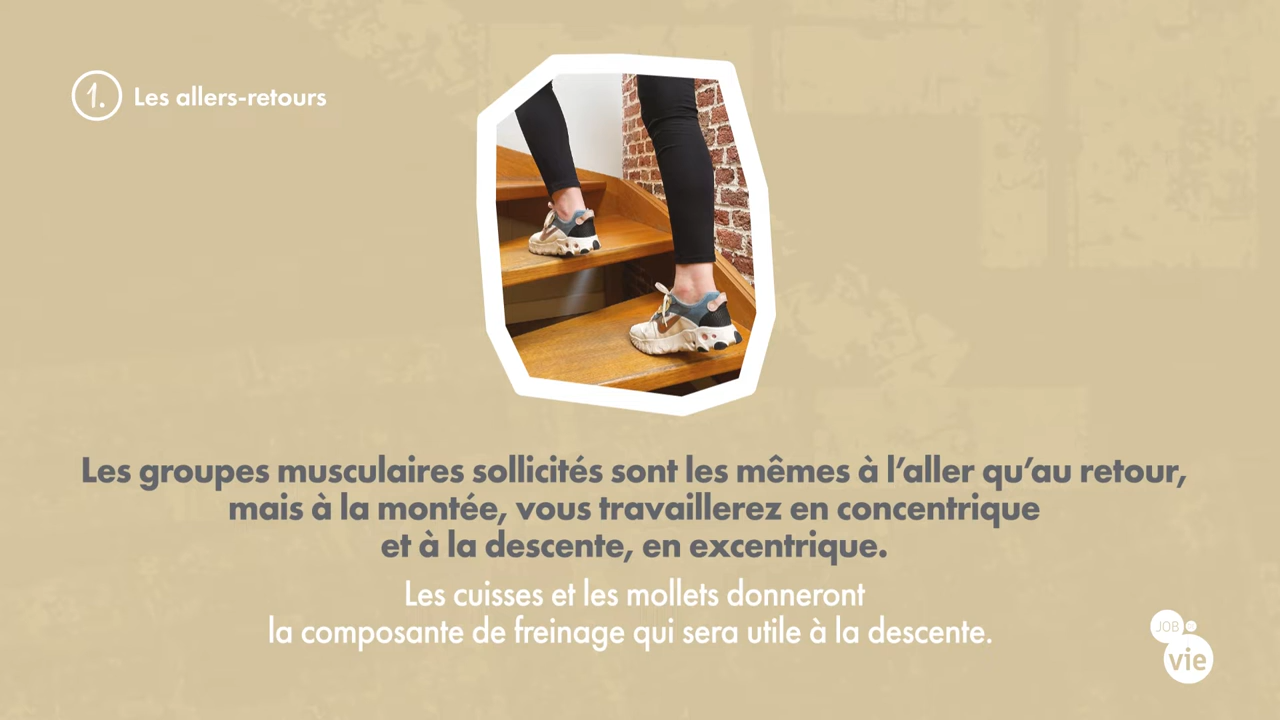 1. Les allers-retours
Les groupes musculaires sollicités sont les mêmes à l’aller qu’au retour,
mais à la montée, vous travaillerez en concentrique
et à la descente, en excentrique.
Les cuisses et les mollets donneront
la composante de freinage qui sera utile à la descente.
JOB
vie